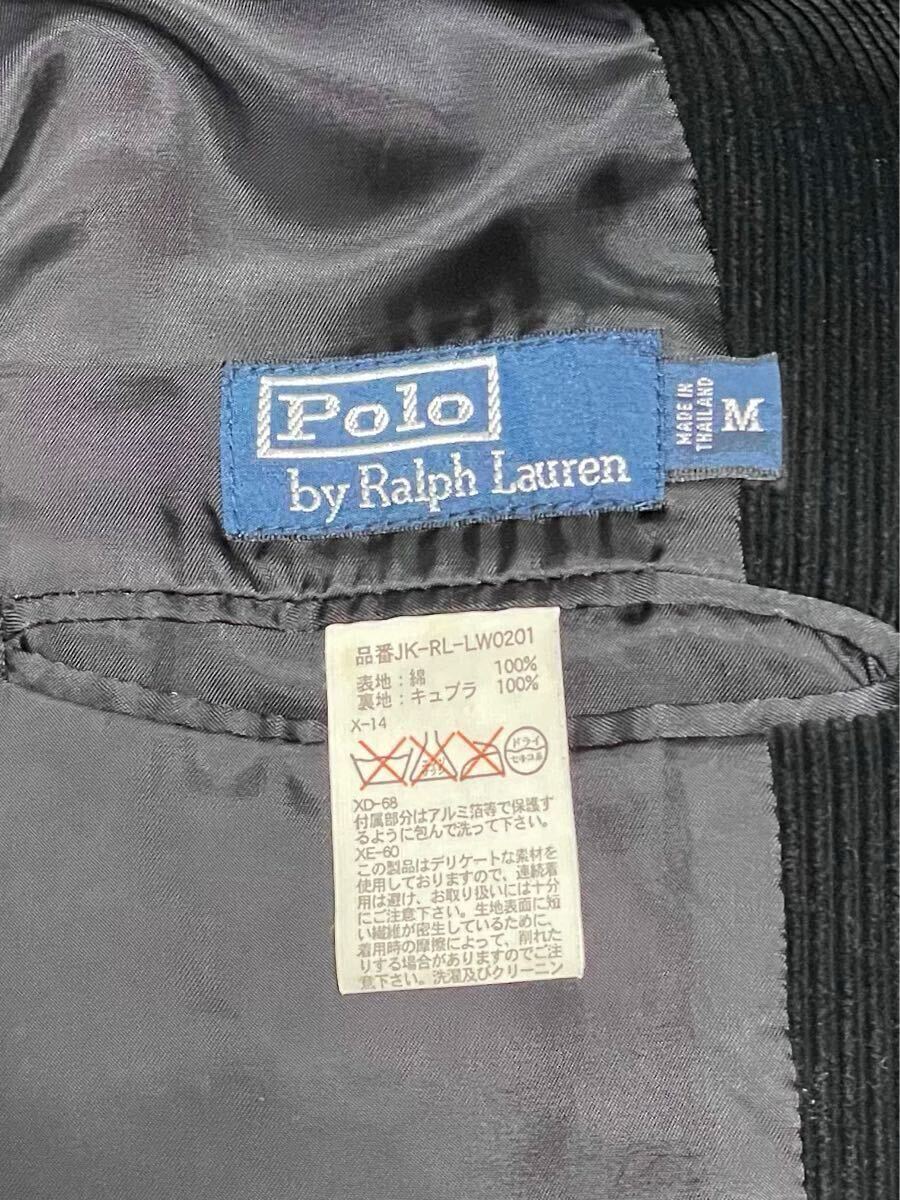 Polo
by Ralph Lauren
MADE IN
THAILAND
M
品番JK-RL-LW0201
表地:綿 100%
裏地:キュプラ 100%
X-14
ドライ
セキユ系
XD-68
付属部分はアルミ箔等で保護す
るように包んで洗って下さい。
XE-60
この製品はデリケートな素材を
使用しておりますので、連続着
用は避け、お取り扱いには十分
にご注意下さい。生地表面に短
い繊維が密生しているために、
着用時の摩擦によって、削れた
りする場合がありますのでご注
意下さい。洗濯及びクリーニン